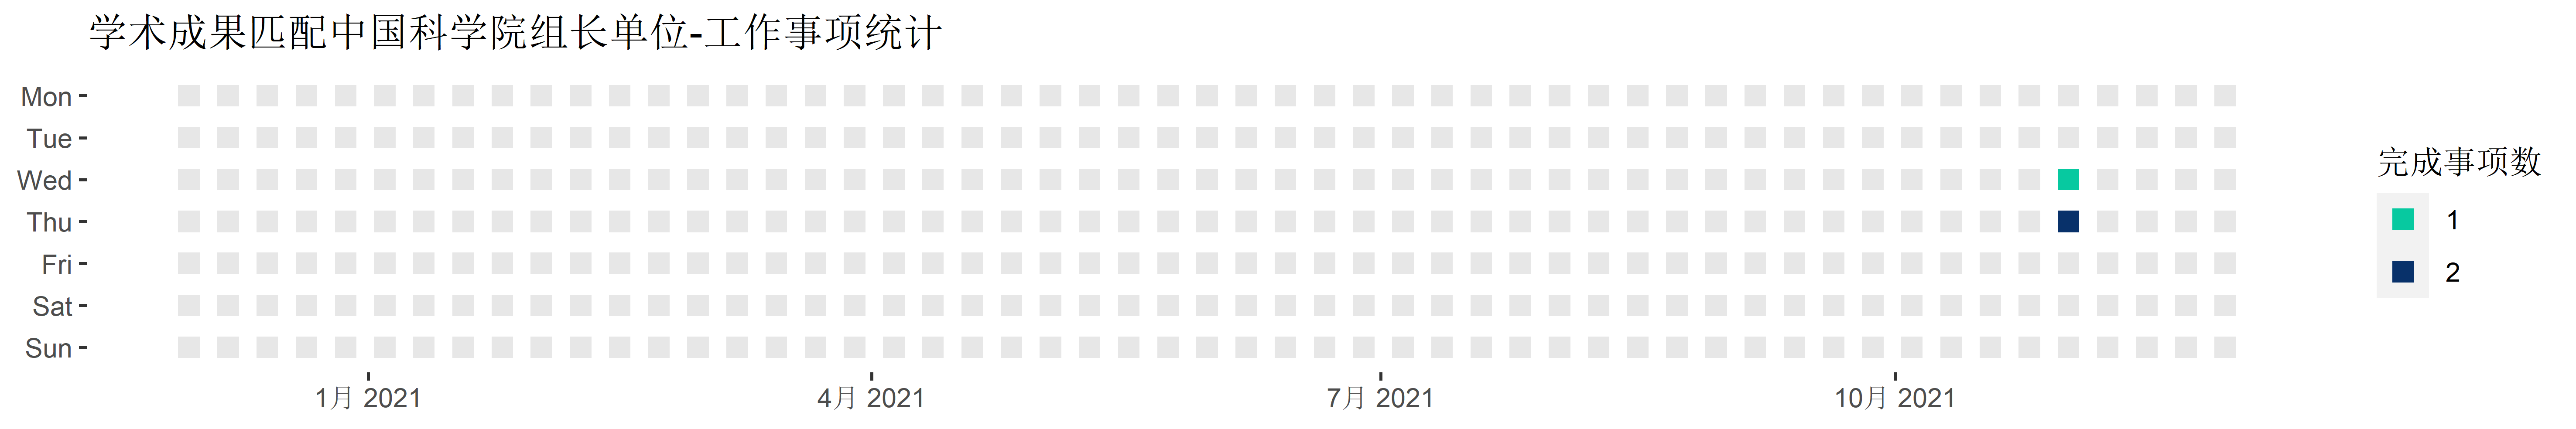 学术成果匹配中国科学院组长单位-工作事项统计
Mon
Tue
Wed
Thu
Fri
Sat
Sun
1月 2021
4月 2021
7月 2021
10月 2021
完成事项数
1
2